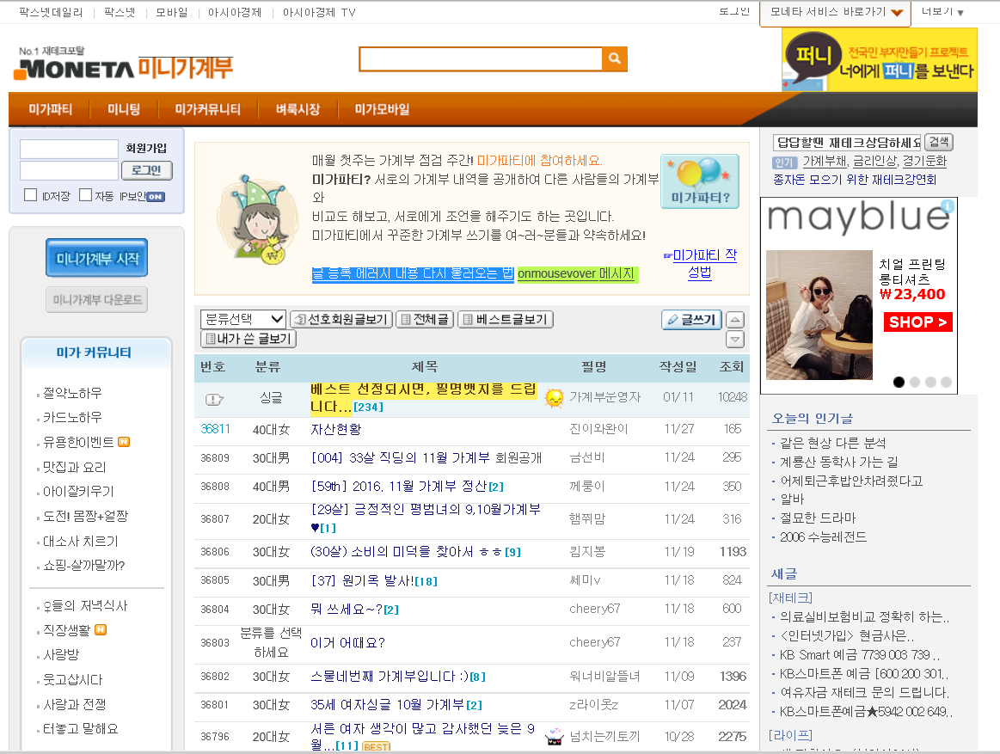 팍스넷데일리 | 팍스넷 | 모바일 | 아시아경제 | 아시아경제 TV
로그인 모네타 서비스 바로가기 더보기
No.1 재테크포탈
MONETA 미니가계부
퍼니 전국민 부자만들기 프로젝트
너에게 퍼니를 보낸다
미가파티 미니팅 미가커뮤니티 벼룩시장 미가모바일
회원가입
로그인
ID저장 자동 IP보안 ON
미니가계부 시작
미니가계부 다운로드
미가 커뮤니티
절약노하우
카드노하우
유용한이벤트 N
맛집과 요리
아이잘키우기
도전! 몸짱+얼짱
대소사 치르기
쇼핑-살까말까?
우들의 저녁식사
직장생활 N
사랑방
웃고삽시다
사랑과 전쟁
터놓고 말해요
매월 첫주는 가계부 점검 주간! 미가파티에 참여하세요.
미가파티? 서로의 가계부 내역을 공개하여 다른 사람들의 가계부
와
비교도 해보고, 서로에게 조언을 해주기도 하는 곳입니다.
미가파티에서 꾸준한 가계부 쓰기를 여~러~분들과 약속하세요!
글 등록 에러시 내용 다시 불러오는 법 onmousevover 메시지
미가파티?
☞미가파티 작
성법
분류선택 선호회원글보기 전체글 베스트글보기 글쓰기
내가 쓴 글보기
번호 분류 제목 필명 작성일 조회
싱글 베스트 선정되시면, 필명뱃지를 드립
니다...[234] 가계부운영자 01/11 10248
36811 40대女 자산현황 진이와완이 11/27 165
36809 30대男 [004] 33살 직딩의 11월 가계부 회원공개 금선비 11/24 295
36808 40대男 [59th] 2016. 11월 가계부 정산[2] 께룽이 11/24 350
36807 20대女 [29살] 긍정적인 평범녀의 9,10월가계부
♥[1] 햄쮜맘 11/24 316
36806 30대女 (30살) 소비의 미덕을 찾아서 ㅎㅎ[9] 킴지봉 11/19 1193
36805 30대男 [37] 원기옥 발사![18] 쎄미v 11/18 824
36804 30대女 뭐 쓰세요~?[2] cheery67 11/18 600
36803 분류를 선택
하세요 이거 어때요? cheery67 11/18 237
36802 30대女 스물네번째 가계부입니다 :)[8] 워너비알뜰녀 11/09 1396
36801 30대女 35세 여자싱글 10월 가계부[2] z라이옷z 11/07 2024
36796 20대女 서른 여자 생각이 많고 감사했던 늦은 9
월...[11] BEST 넘치는끼토끼 10/28 2275
답답할땐 재테크상담하세요 검색
인기 가계부채, 금리인상, 경기둔화
종자돈 모으기 위한 재테크강연회
mayblue
치얼 프린팅
롱티셔츠
₩23,400
SHOP >
오늘의 인기글
같은 현상 다른 분석
계룡산 동학사 가는 길
어제퇴근후밥안차려줬다고
알바
절묘한 드라마
2006 수능레전드
새글
[재테크]
의료실비보험비교 정확히 하는..
<인터넷가입> 현금사은..
KB Smart 예금 7739 003 739 ..
KB스마트폰 예금 [600 200 301..
여유자금 재테크 문의 드립니다.
KB스마트폰예금★5942 002 649..
[라이프]